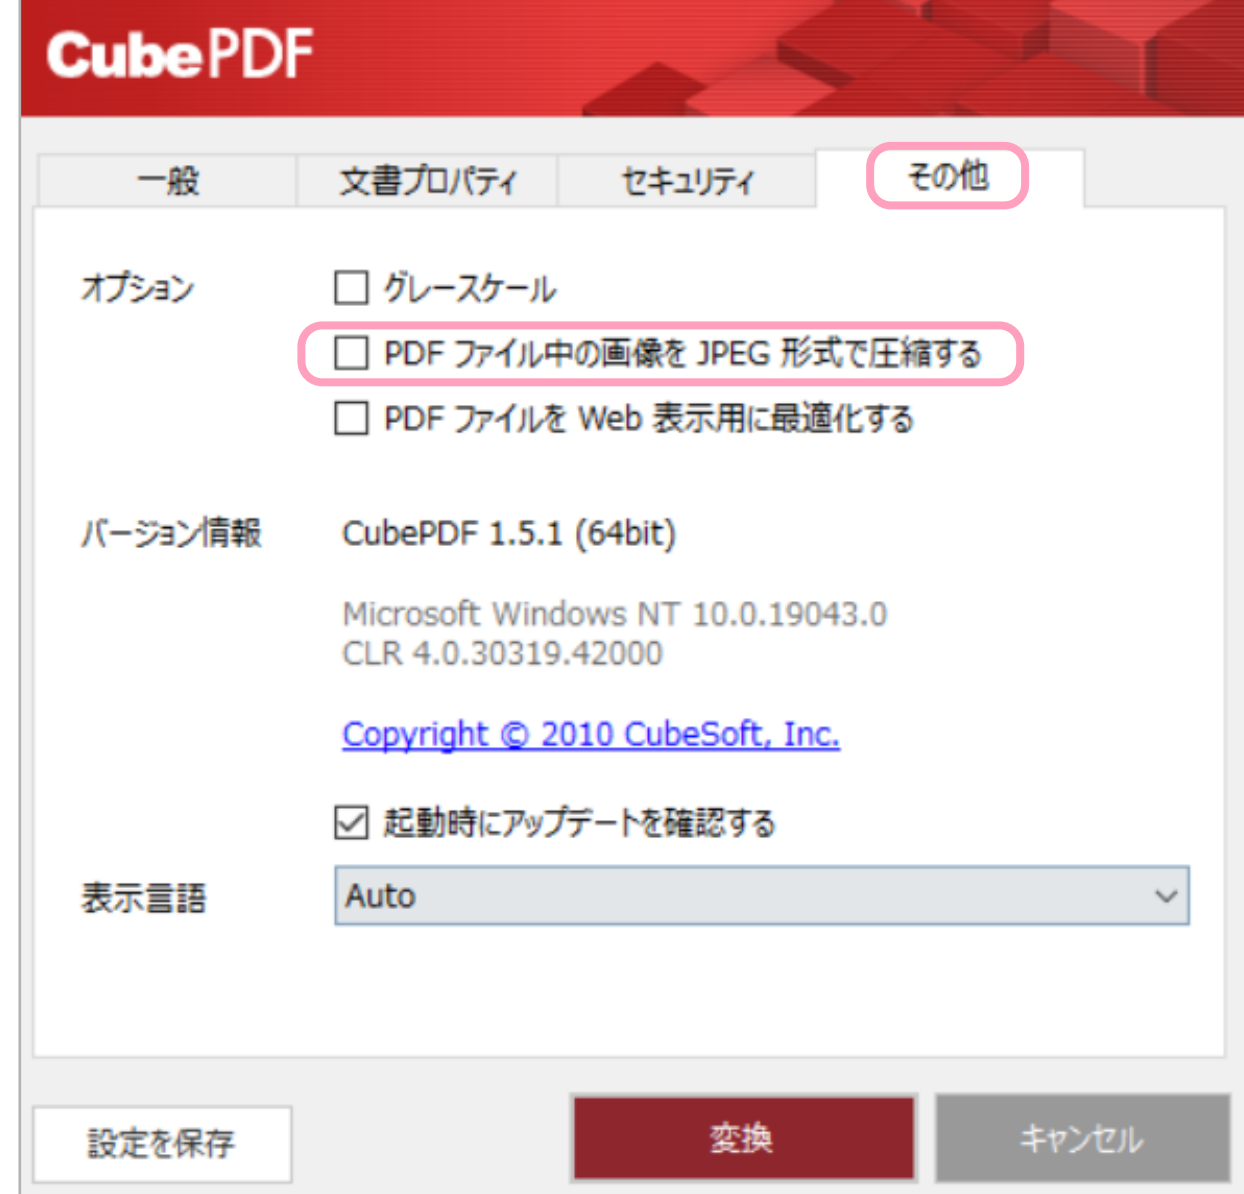 CubePDF
一般
文書プロパティ
セキュリティ
その他
オプション
グレースケール
PDF ファイル中の画像を JPEG 形式で圧縮する
PDF ファイルを Web 表示用に最適化する
バージョン情報
CubePDF 1.5.1 (64bit)
Microsoft Windows NT 10.0.19043.0
CLR 4.0.30319.42000
Copyright © 2010 CubeSoft, Inc.
起動時にアップデートを確認する
表示言語
Auto
設定を保存
変換
キャンセル